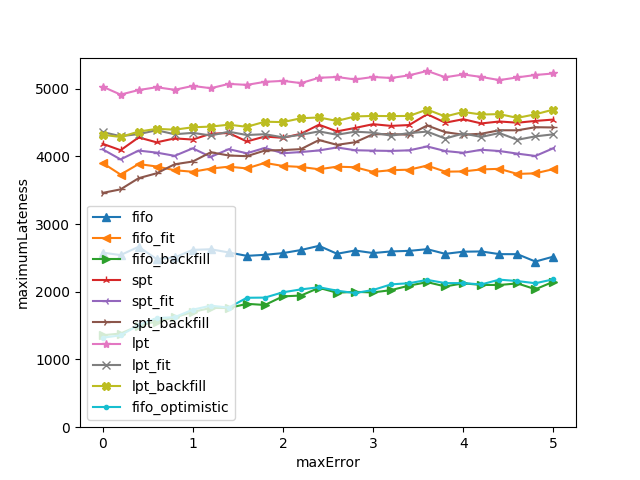 5000
4000
3000
2000
1000
0
maximumLateness
fifo
fifo_fit
fifo_backfill
spt
spt_fit
spt_backfill
lpt
lpt_fit
lpt_backfill
fifo_optimistic
0 1 2 3 4 5
maxError